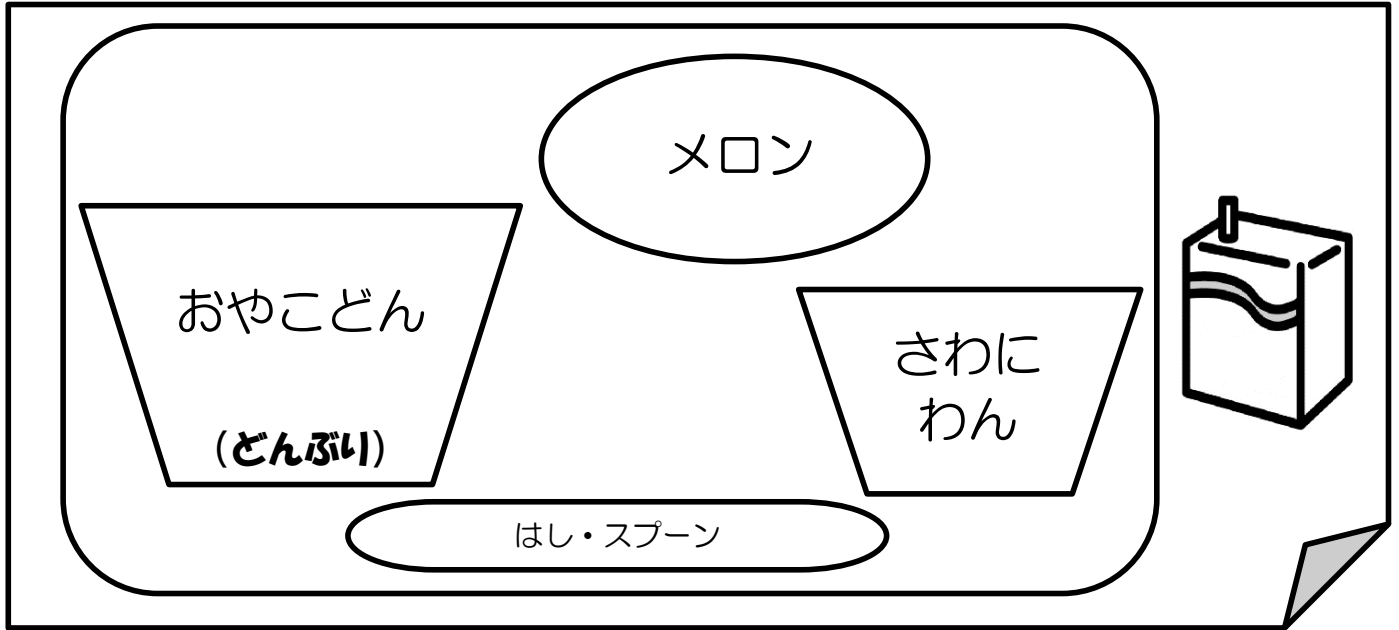 メロン
おやこどん
(どんぶり)
さわに
わん
はし・スプーン